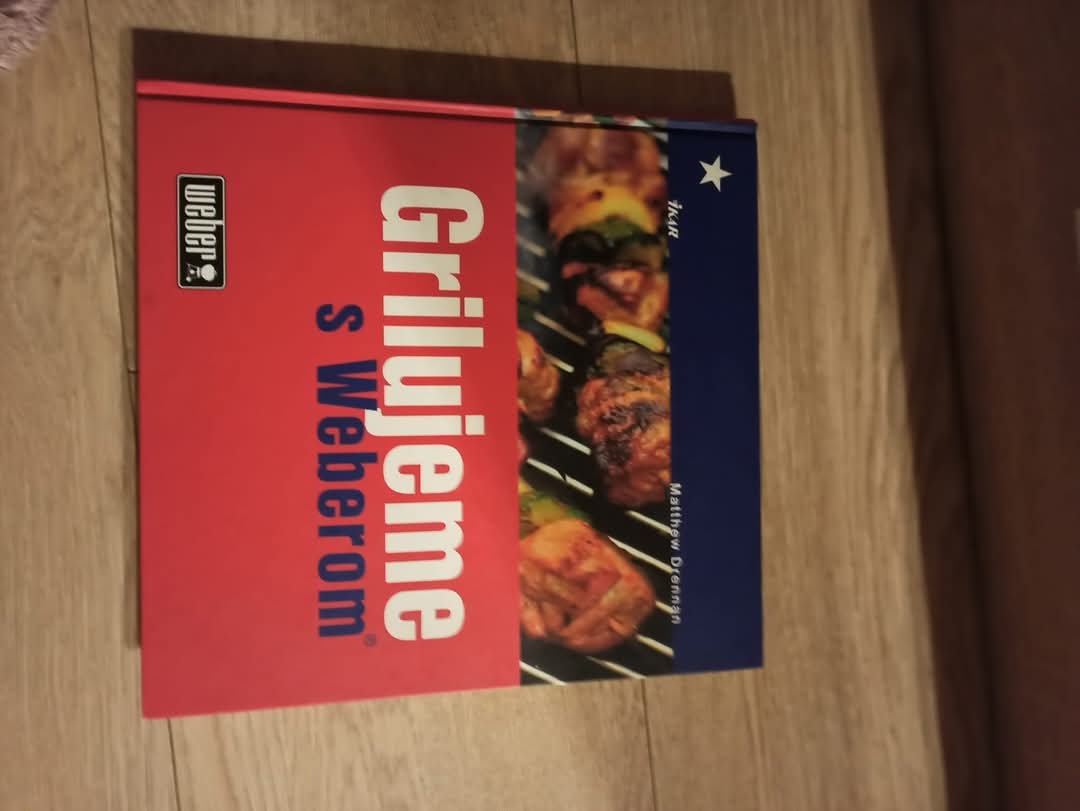 iKAR
Matthew Drennan
Grilujeme
s Weberom®
weber